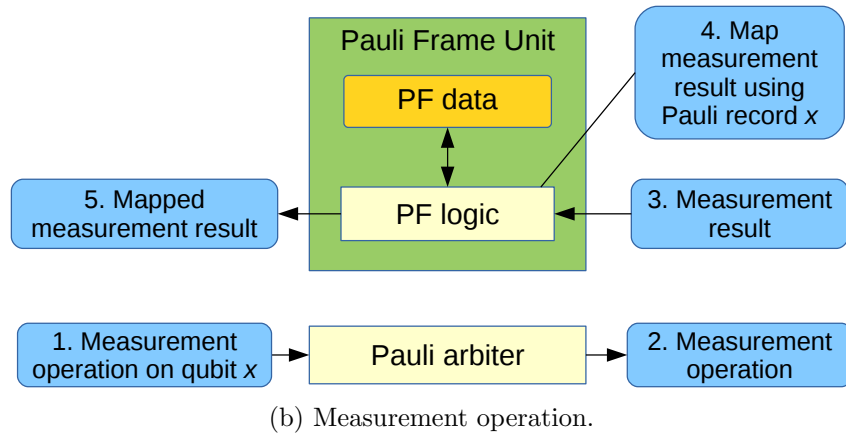 Pauli Frame Unit
PF data
PF logic
4. Map
measurement
result using
Pauli record x
5. Mapped
measurement result
3. Measurement
result
1. Measurement
operation on qubit x
Pauli arbiter
2. Measurement
operation
(b) Measurement operation.